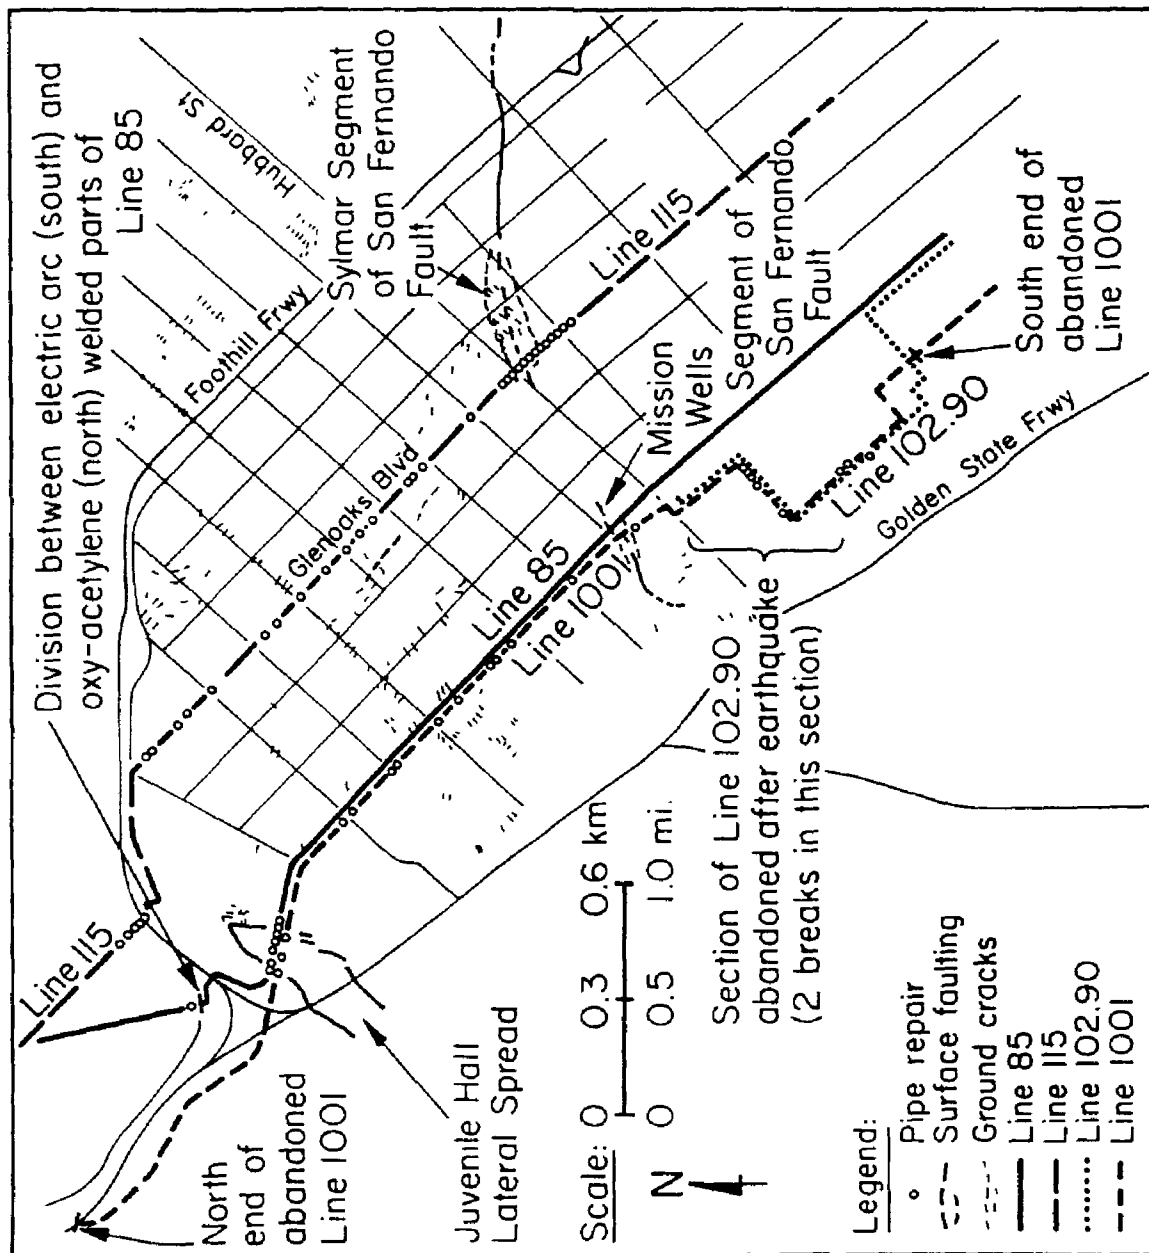 Division between electric arc (south) and
oxy-acetylene (north) welded parts of
Line 85
Hubbard St
Foothill Frwy
Sylmar Segment
of San Fernando
Fault
Line 115
Glenoaks Blvd
Line 115
Mission
Wells
Segment of
San Fernando
Fault
Line 85
Line 1001
Line 102.90
Golden State Frwy
South end of
abandoned
Line 1001
Section of Line 102.90
abandoned after earthquake
(2 breaks in this section)
North
end of
abandoned
Line 1001
Juvenile Hall
Lateral Spread
Scale: 0 0.3 0.6 km
0 0.5 1.0 mi.
N
Legend:
Pipe repair
Surface faulting
Ground cracks
Line 85
Line 115
Line 102.90
Line 1001